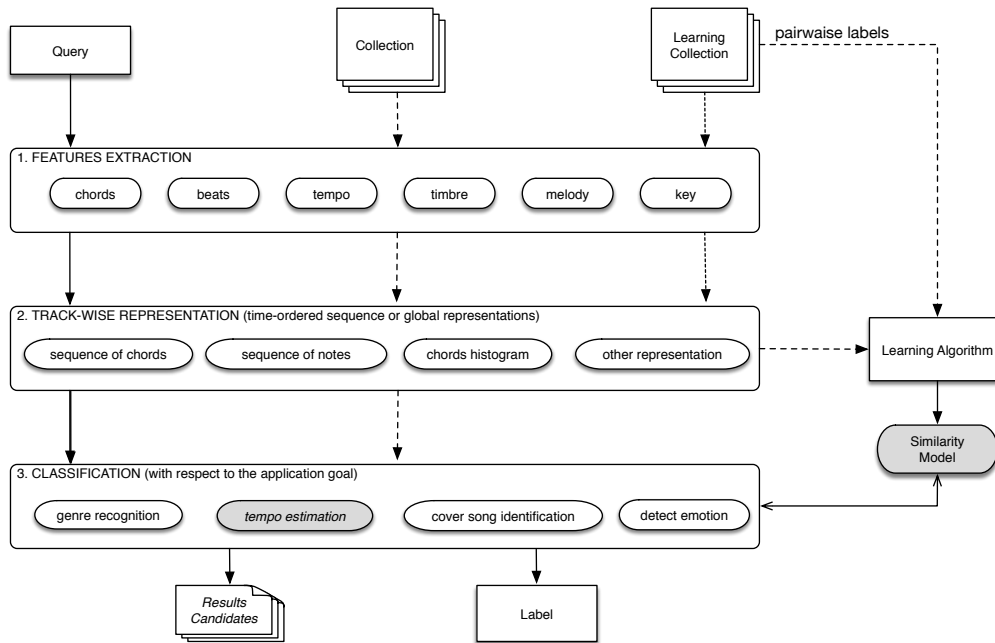 Query
Collection
Learning
Collection
pairwaise labels
1. FEATURES EXTRACTION
chords
beats
tempo
timbre
melody
key
2. TRACK-WISE REPRESENTATION (time-ordered sequence or global representations)
sequence of chords
sequence of notes
chords histogram
other representation
Learning Algorithm
Similarity
Model
3. CLASSIFICATION (with respect to the application goal)
genre recognition
tempo estimation
cover song identification
detect emotion
Results
Candidates
Label